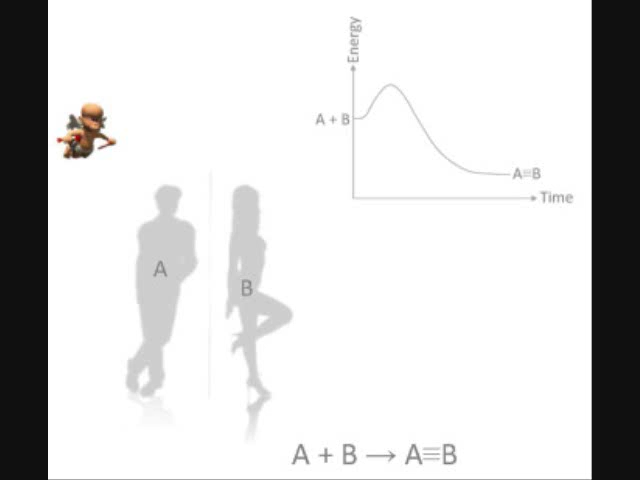 Energy
A + B
A≡B
Time
A
B
A + B → A≡B